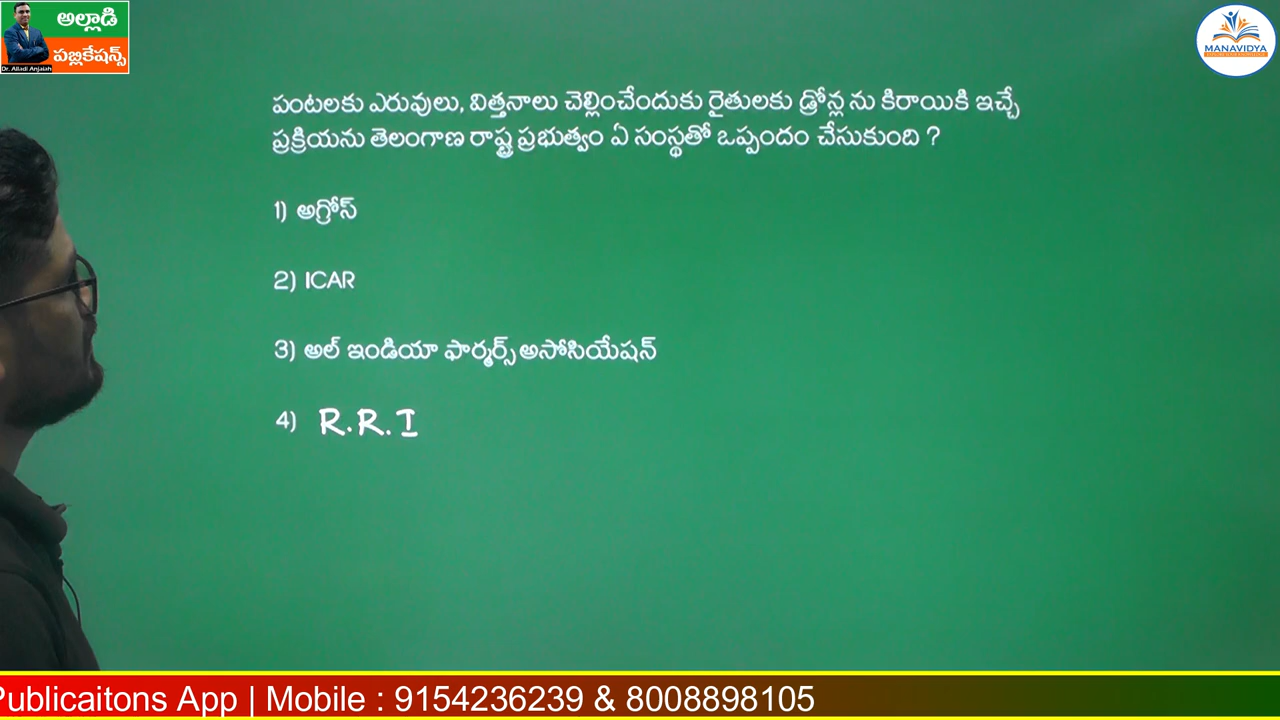 అల్లాడి
పబ్లికేషన్స్
Dr. Alladi Anjaiah
MANAVIDYA
పంటలకు ఎరువులు, విత్తనాలు చెల్లించేందుకు రైతులకు డ్రోన్ల ను కిరాయికి ఇచ్చే
ప్రక్రియను తెలంగాణ రాష్ట్ర ప్రభుత్వం ఏ సంస్థతో ఒప్పందం చేసుకుంది ?
1) అగ్రోస్
2) ICAR
3) అల్ ఇండియా ఫార్మర్స్ అసోసియేషన్
4) R.R.I
Publicaitons App | Mobile : 9154236239 & 8008898105